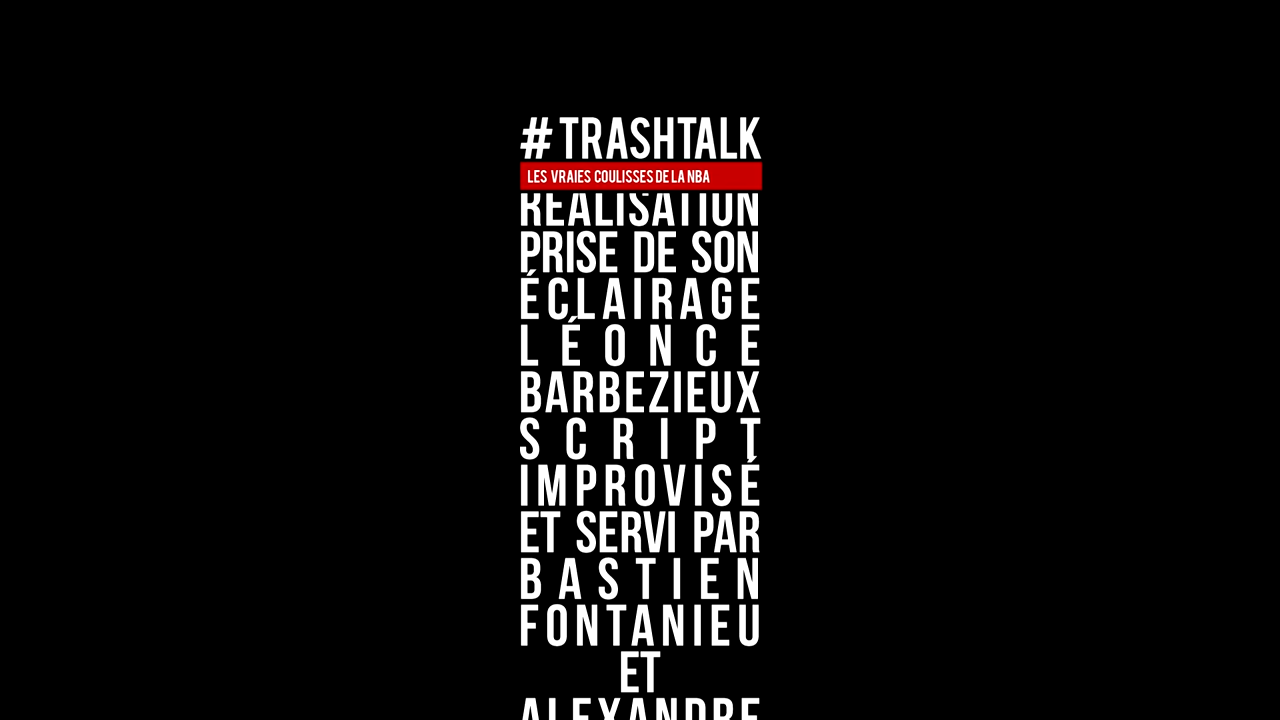 #TRASHTALK
LES VRAIES COULISSES DE LA NBA
RÉALISATION
PRISE DE SON
ÉCLAIRAGE
LÉONCE
BARBEZIEUX
SCRIPT
IMPROVISÉ
ET SERVI PAR
BASTIEN
FONTANIEU
ET
ALEXANDRE